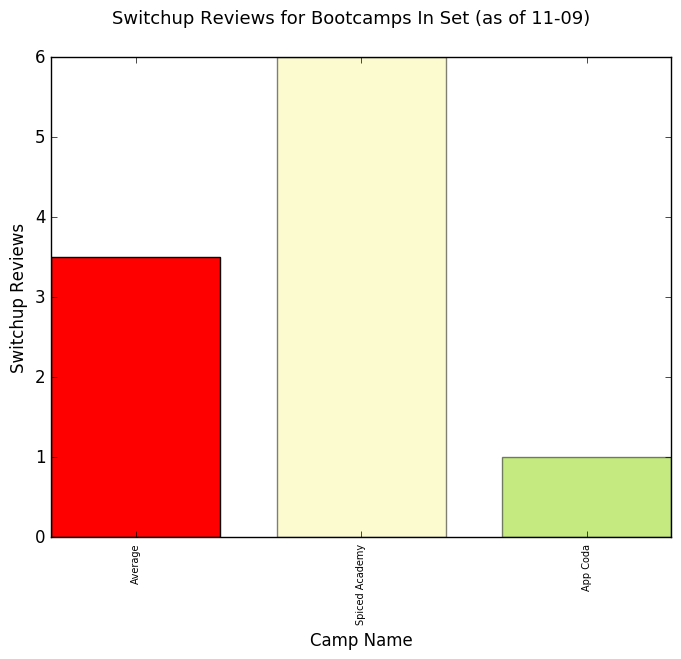 Switchup Reviews for Bootcamps In Set (as of 11-09)
6
5
4
3
2
1
0
Switchup Reviews
Average
Spiced Academy
App Coda
Camp Name